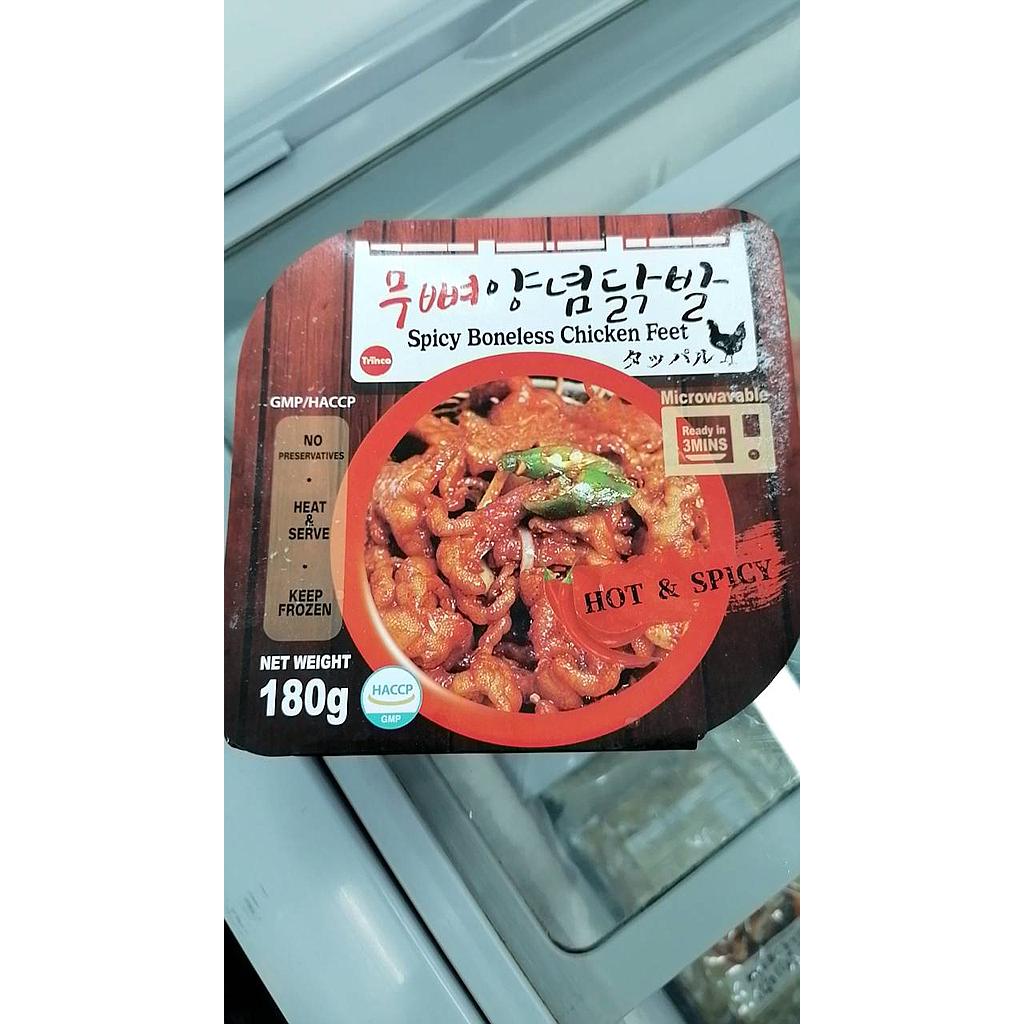 무뼈양념닭발
Spicy Boneless Chicken Feet
タッパル
Trinco
GMP/HACCP
NO
PRESERVATIVES
•
HEAT
&
SERVE
•
KEEP
FROZEN
Microwavable
Ready in
3MINS
HOT & SPICY
NET WEIGHT
180g
HACCP
GMP